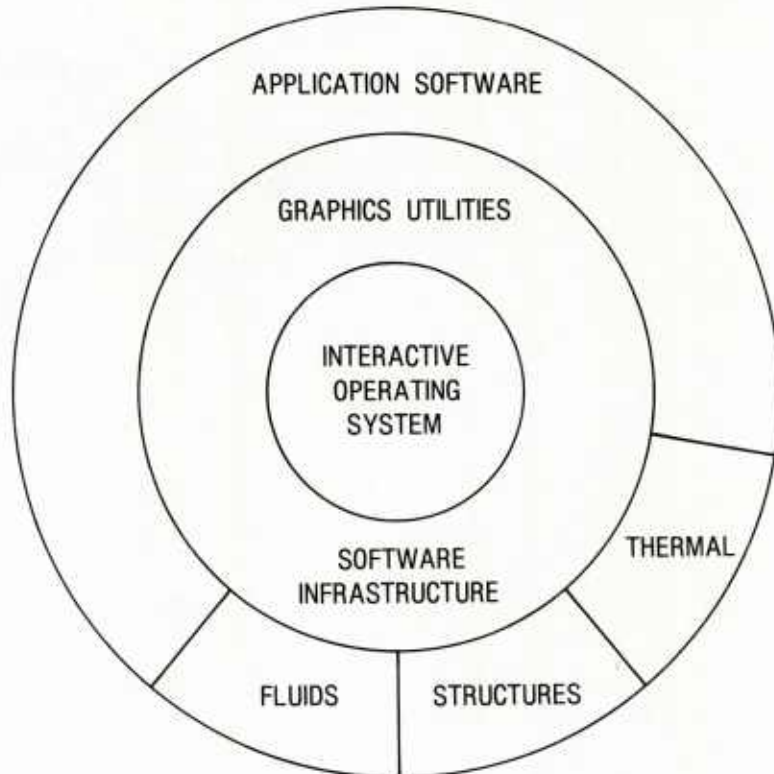 APPLICATION SOFTWARE
GRAPHICS UTILITIES
INTERACTIVE
OPERATING
SYSTEM
SOFTWARE
INFRASTRUCTURE
THERMAL
FLUIDS
STRUCTURES